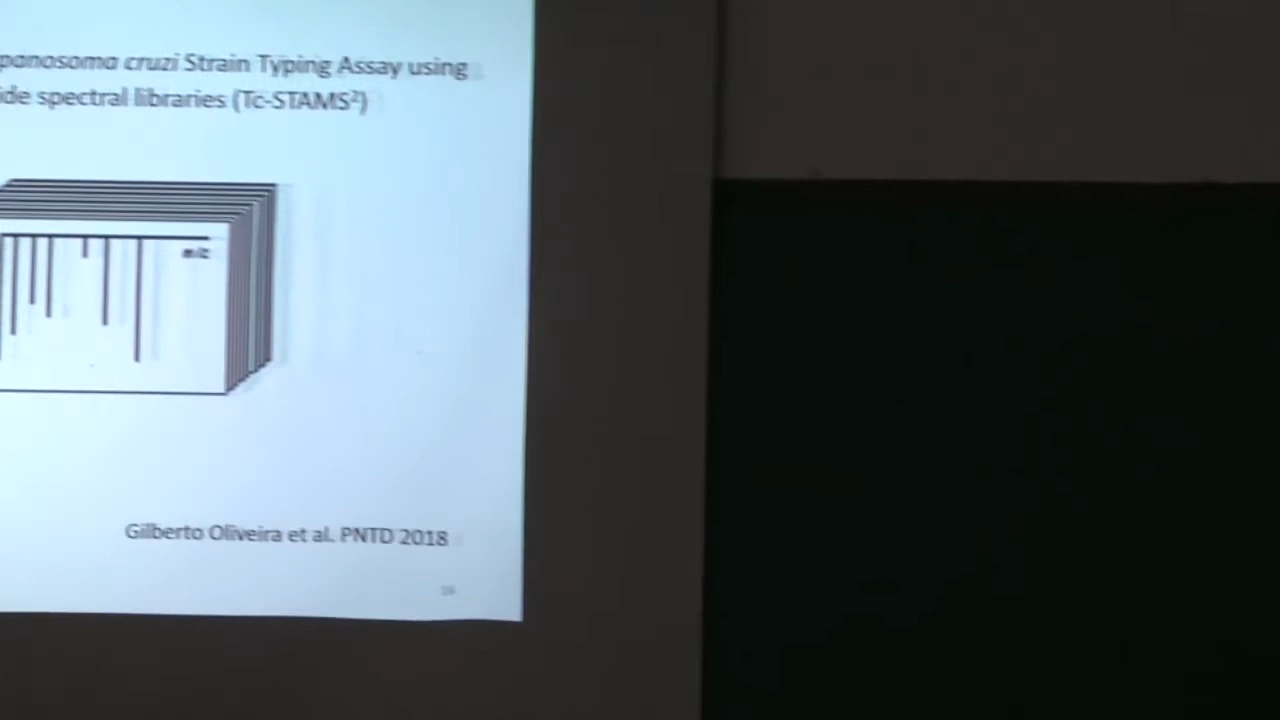 panosoma cruzi Strain Typing Assay using
ide spectral libraries (Tc-STAMS²)
m/z
Gilberto Oliveira et al. PNTD 2018